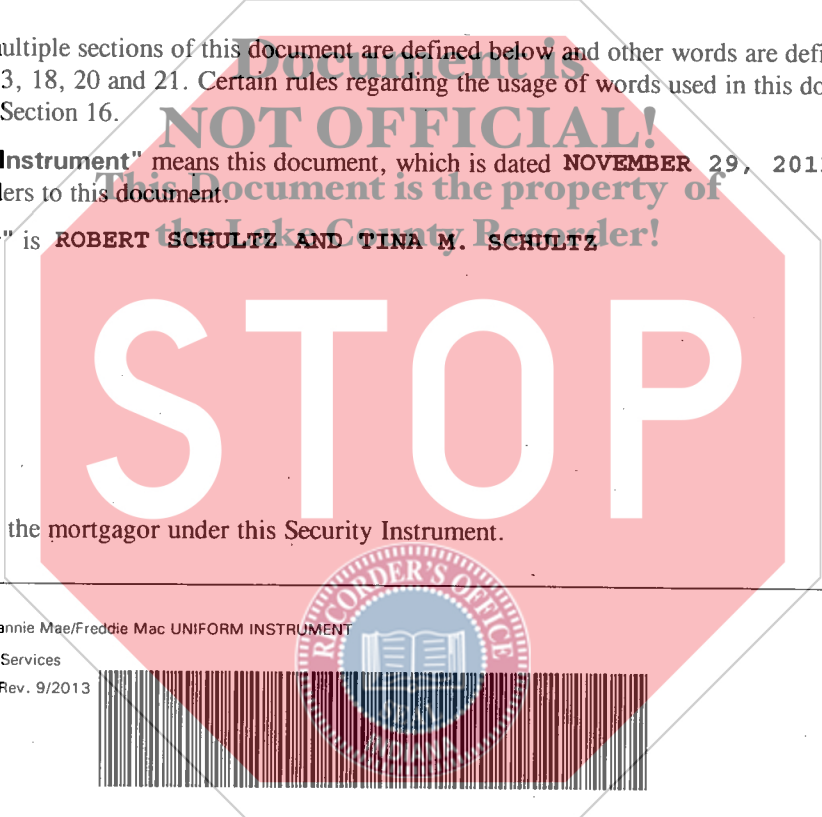 ultiple sections of this document are defined below and other words are defi
3, 18, 20 and 21. Certain rules regarding the usage of words used in this do
Section 16.
Instrument" means this document, which is dated NOVEMBER 29, 201
ers to this document.
" is ROBERT SCHULTZ AND TINA M. SCHULTZ
Document is
NOT OFFICIAL!
This Document is the property of
the Lake County Recorder!
STOP
the mortgagor under this Security Instrument.
annie Mae/Freddie Mac UNIFORM INSTRUMENT
Services
Rev. 9/2013
RECORDER'S OFFICE
SEAL
INDIANA